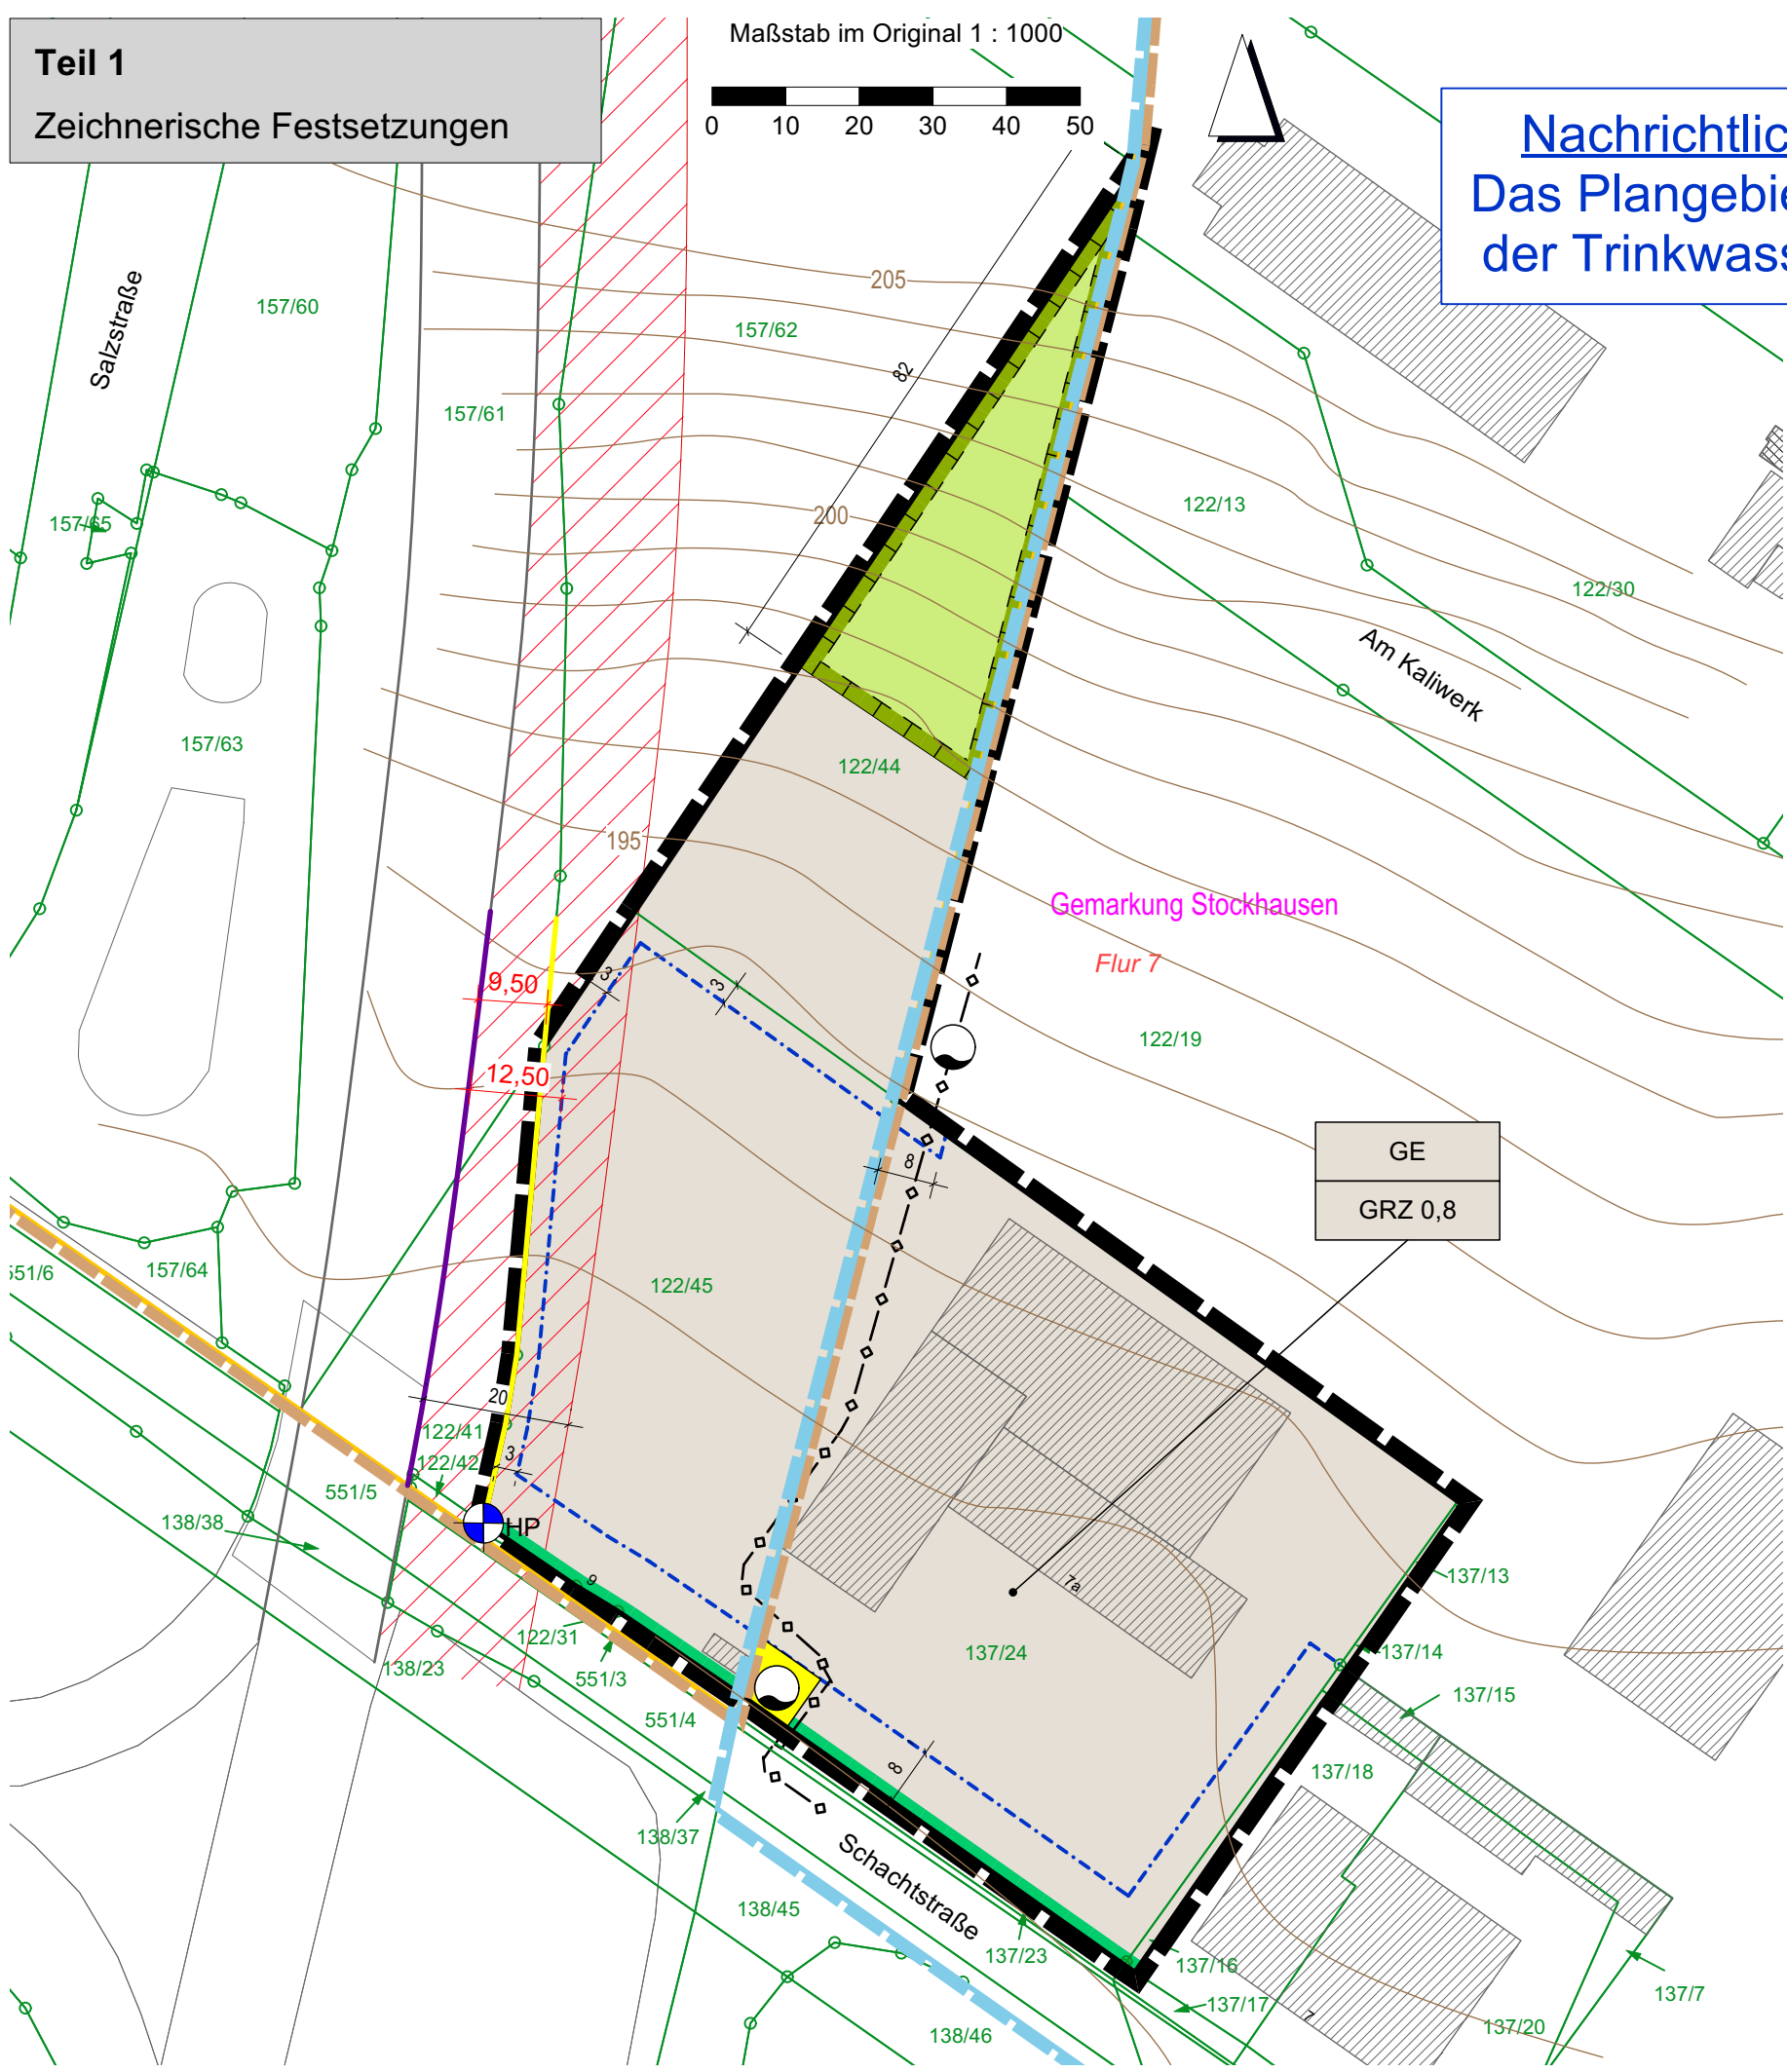 Teil 1
Zeichnerische Festsetzungen
Maßstab im Original 1 : 1000
0 10 20 30 40 50
Nachrichtlic
Das Plangebie
der Trinkwass
Salzstraße
157/60
205
157/62
82
157/61
157/65
200
122/13
122/30
Am Kaliwerk
157/63
122/44
195
Gemarkung Stockhausen
Flur 7
9,50
3
3
122/19
12,50
GE
GRZ 0,8
8
551/6
157/64
122/45
20
122/41
122/42
3
551/5
138/38
HP
9
7a
137/13
122/31
137/24
137/14
138/23
551/3
137/15
551/4
137/18
8
138/37
Schachtstraße
138/45
137/23
137/16
137/17
137/7
138/46
7
137/20